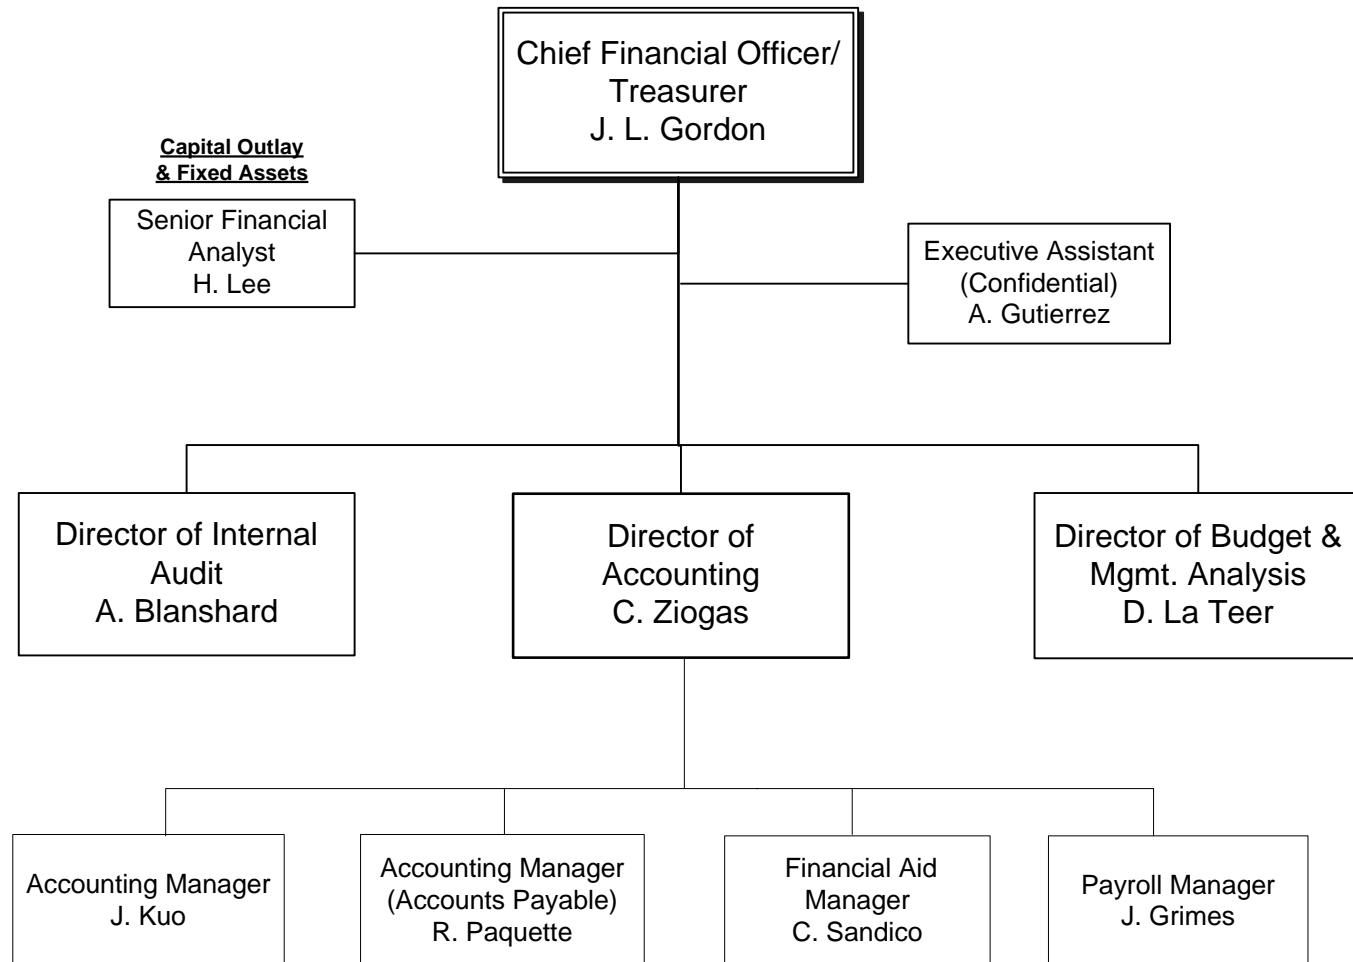 Chief Financial Officer/
Treasurer
J. L. Gordon
Capital Outlay
& Fixed Assets
Senior Financial
Analyst
H. Lee
Executive Assistant
(Confidential)
A. Gutierrez
Director of Internal
Audit
A. Blanshard
Director of
Accounting
C. Ziogas
Director of Budget &
Mgmt. Analysis
D. La Teer
Accounting Manager
J. Kuo
Accounting Manager
(Accounts Payable)
R. Paquette
Financial Aid
Manager
C. Sandico
Payroll Manager
J. Grimes